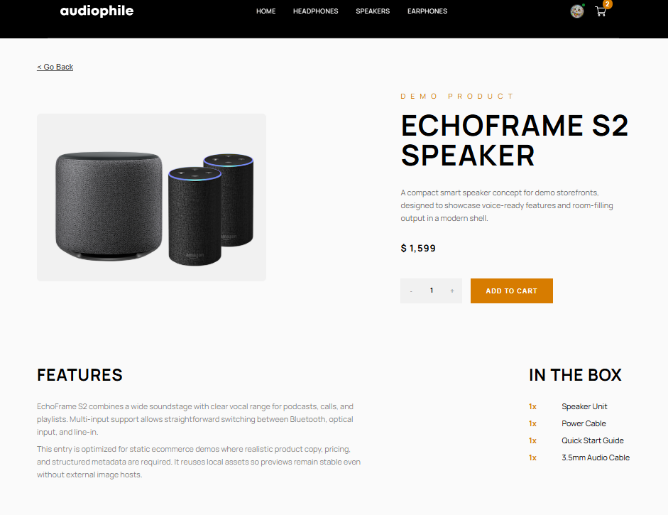 audiophile
HOME HEADPHONES SPEAKERS EARPHONES
2
< Go Back
DEMO PRODUCT
ECHOFRAME S2
SPEAKER
A compact smart speaker concept for demo storefronts,
designed to showcase voice-ready features and room-filling
output in a modern shell.
$ 1,599
- 1 +
ADD TO CART
FEATURES
EchoFrame S2 combines a wide soundstage with clear vocal range for podcasts, calls, and
playlists. Multi-input support allows straightforward switching between Bluetooth, optical
input, and line-in.
This entry is optimized for static ecommerce demos where realistic product copy, pricing,
and structured metadata are required. It reuses local assets so previews remain stable even
without external image hosts.
IN THE BOX
1x Speaker Unit
1x Power Cable
1x Quick Start Guide
1x 3.5mm Audio Cable